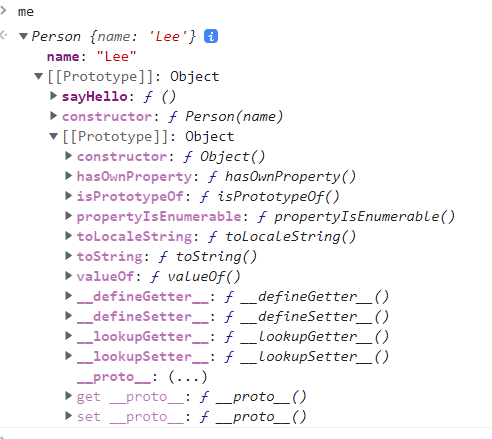 me
Person {name: 'Lee'} i
name: "Lee"
[[Prototype]]: Object
sayHello: ƒ ()
constructor: ƒ Person(name)
[[Prototype]]: Object
constructor: ƒ Object()
hasOwnProperty: ƒ hasOwnProperty()
isPrototypeOf: ƒ isPrototypeOf()
propertyIsEnumerable: ƒ propertyIsEnumerable()
toLocaleString: ƒ toLocaleString()
toString: ƒ toString()
valueOf: ƒ valueOf()
__defineGetter__: ƒ __defineGetter__()
__defineSetter__: ƒ __defineSetter__()
__lookupGetter__: ƒ __lookupGetter__()
__lookupSetter__: ƒ __lookupSetter__()
__proto__: (...)
get __proto__: ƒ __proto__()
set __proto__: ƒ __proto__()